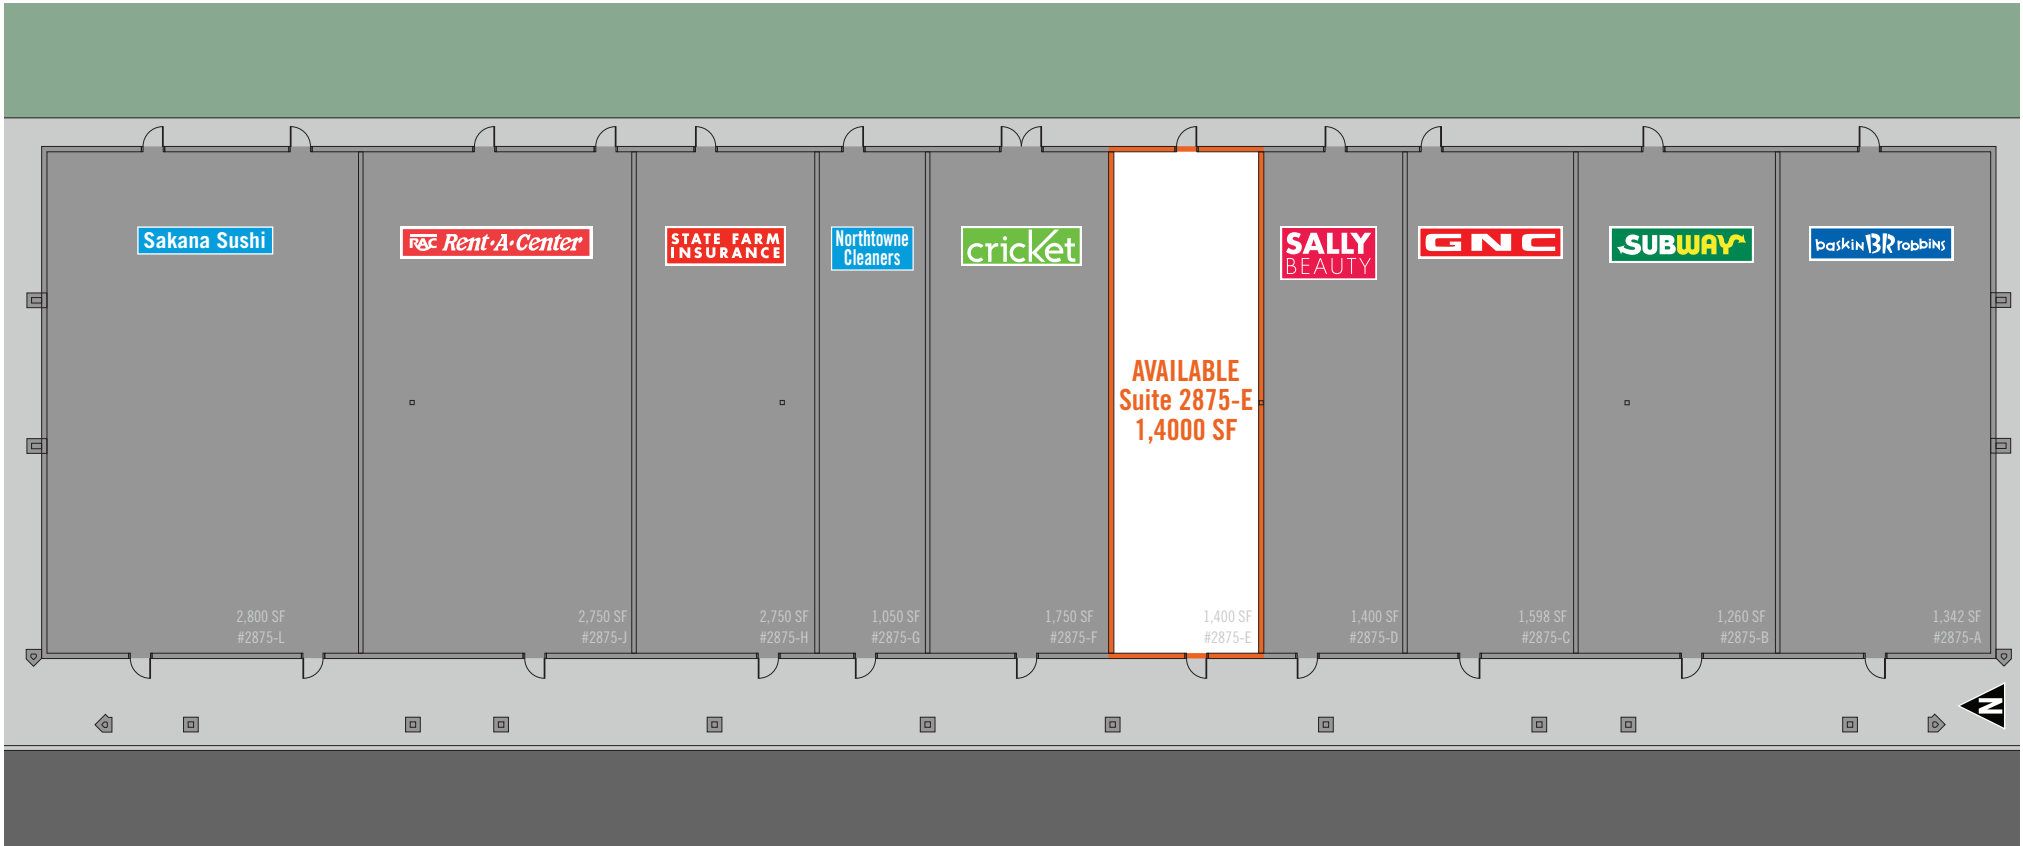 Sakana Sushi
RAC Rent·A·Center
STATE FARM
INSURANCE
Northtowne
Cleaners
cricket
SALLY
BEAUTY
GNC
SUBWAY
baskin BR robbins
AVAILABLE
Suite 2875-E
1,4000 SF
2,800 SF
#2875-L
2,750 SF
#2875-J
2,750 SF
#2875-H
1,050 SF
#2875-G
1,750 SF
#2875-F
1,400 SF
#2875-E
1,400 SF
#2875-D
1,598 SF
#2875-C
1,260 SF
#2875-B
1,342 SF
#2875-A
N